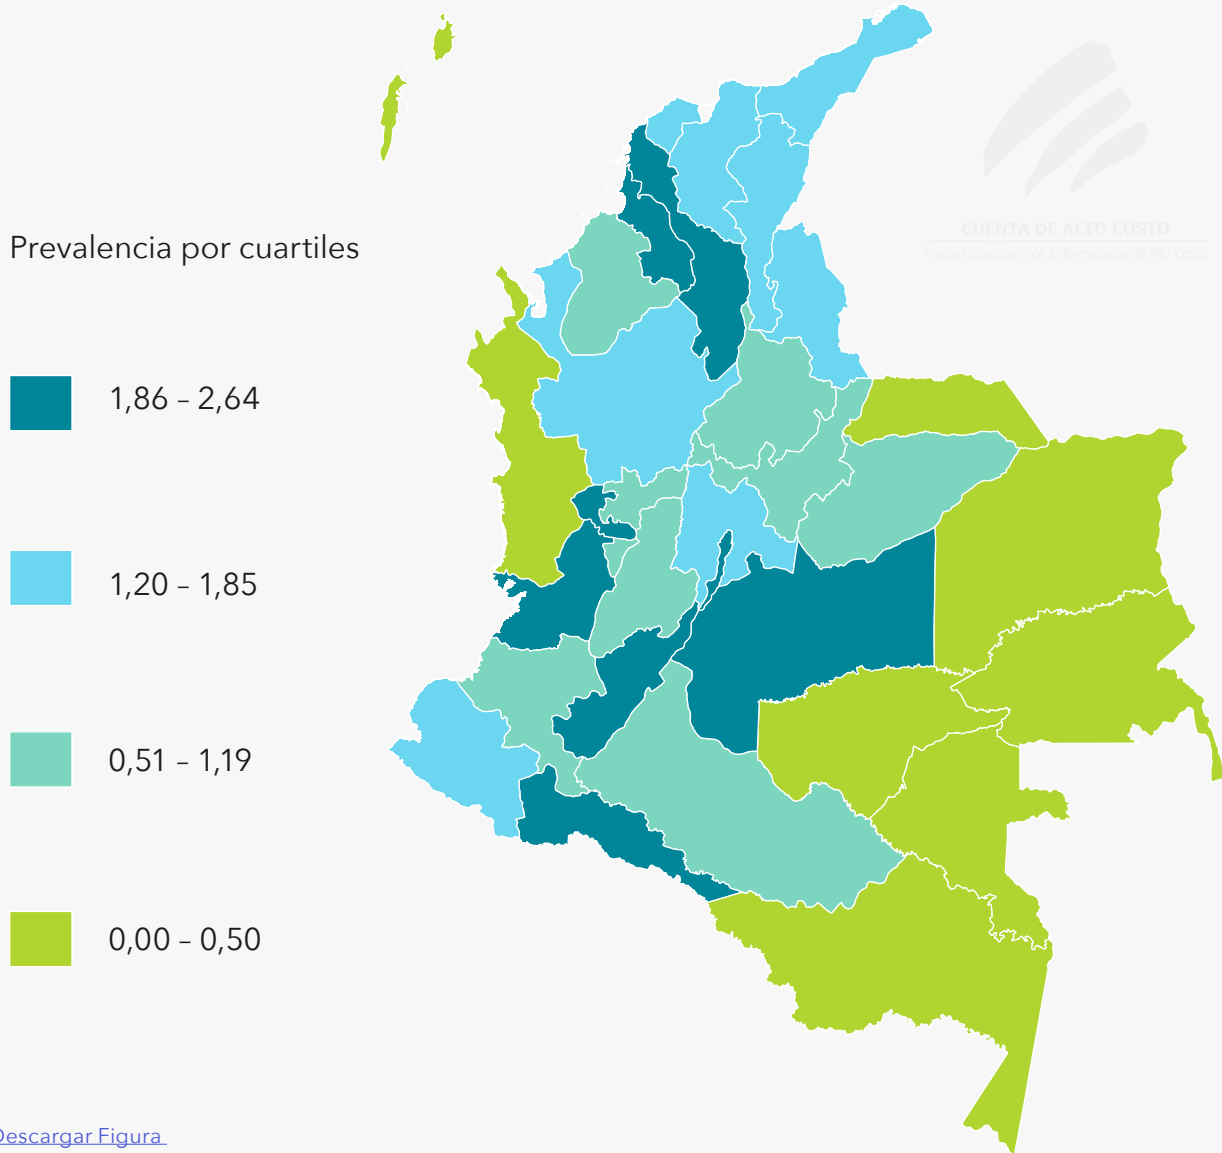 CUENTA DE ALTO COSTO
Fondo Colombiano de Enfermedades de Alto Costo
Prevalencia por cuartiles
1,86 – 2,64
1,20 – 1,85
0,51 – 1,19
0,00 – 0,50
Descargar Figura